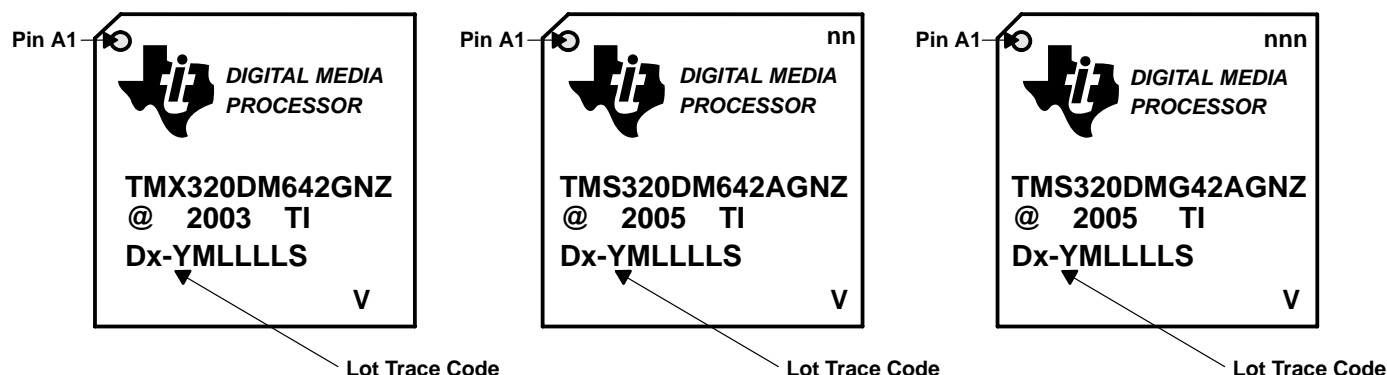 Pin A1
DIGITAL MEDIA
PROCESSOR
TMX320DM642GNZ
@ 2003 TI
Dx-YMLLLLS
V
Lot Trace Code
Pin A1
nn
DIGITAL MEDIA
PROCESSOR
TMS320DM642AGNZ
@ 2005 TI
Dx-YMLLLLS
V
Lot Trace Code
Pin A1
nnn
DIGITAL MEDIA
PROCESSOR
TMS320DMG42AGNZ
@ 2005 TI
Dx-YMLLLLS
V
Lot Trace Code